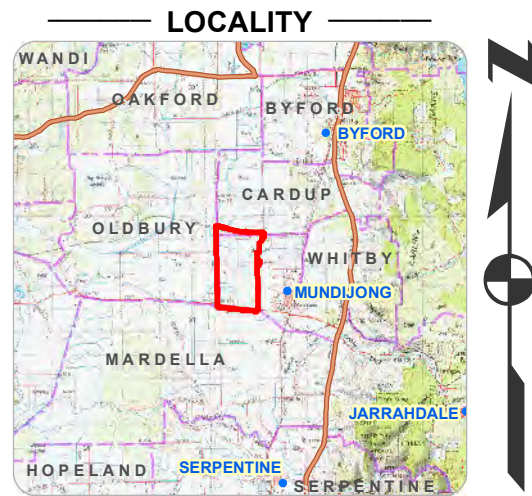 LOCALITY
WANDI
OAKFORD
BYFORD
BYFORD
CARDUP
OLDBURY
WHITBY
MUNDIJONG
MARDELLA
JARRAHDALE
HOPELAND
SERPENTINE
SERPENTINE
N